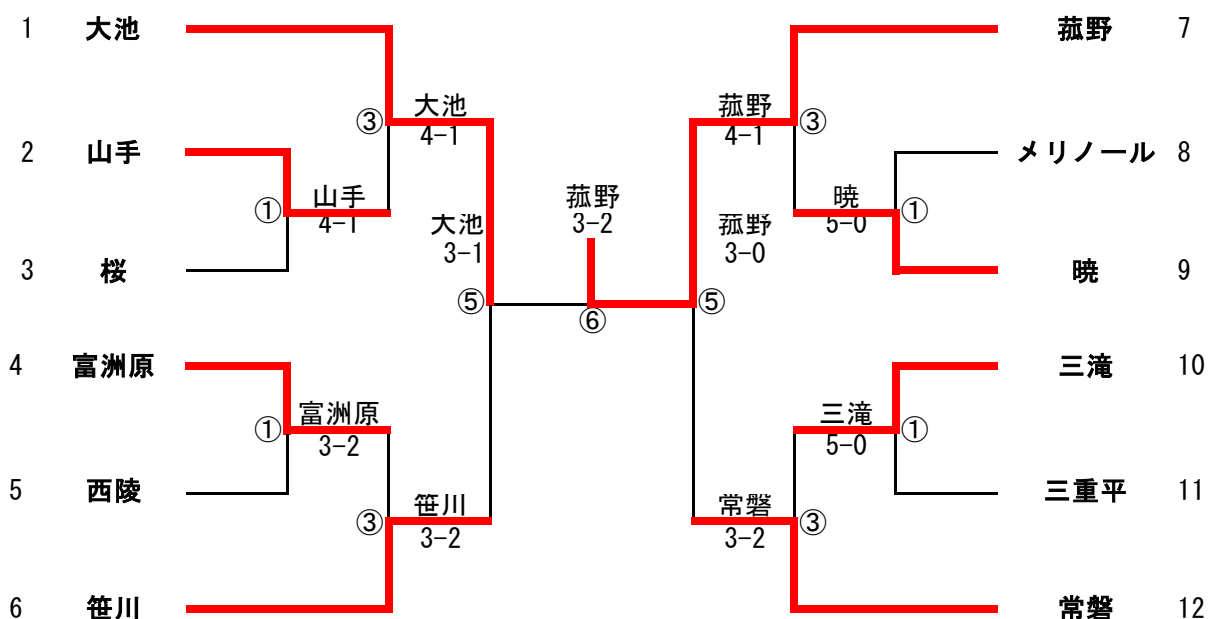 1 大池 菰野 7
大池 菰野
③ ③
4-1 4-1
2 山手 メリノール 8
山手 菰野 暁
① ①
4-1 大池 3-2 菰野 5-0
3-1 3-0
3 桜 暁 9
⑤ ⑥ ⑤
4 富洲原 三滝 10
富洲原 三滝
① ①
3-2 5-0
5 西陵 三重平 11
笹川 常磐
③ ③
3-2 3-2
6 笹川 常磐 12